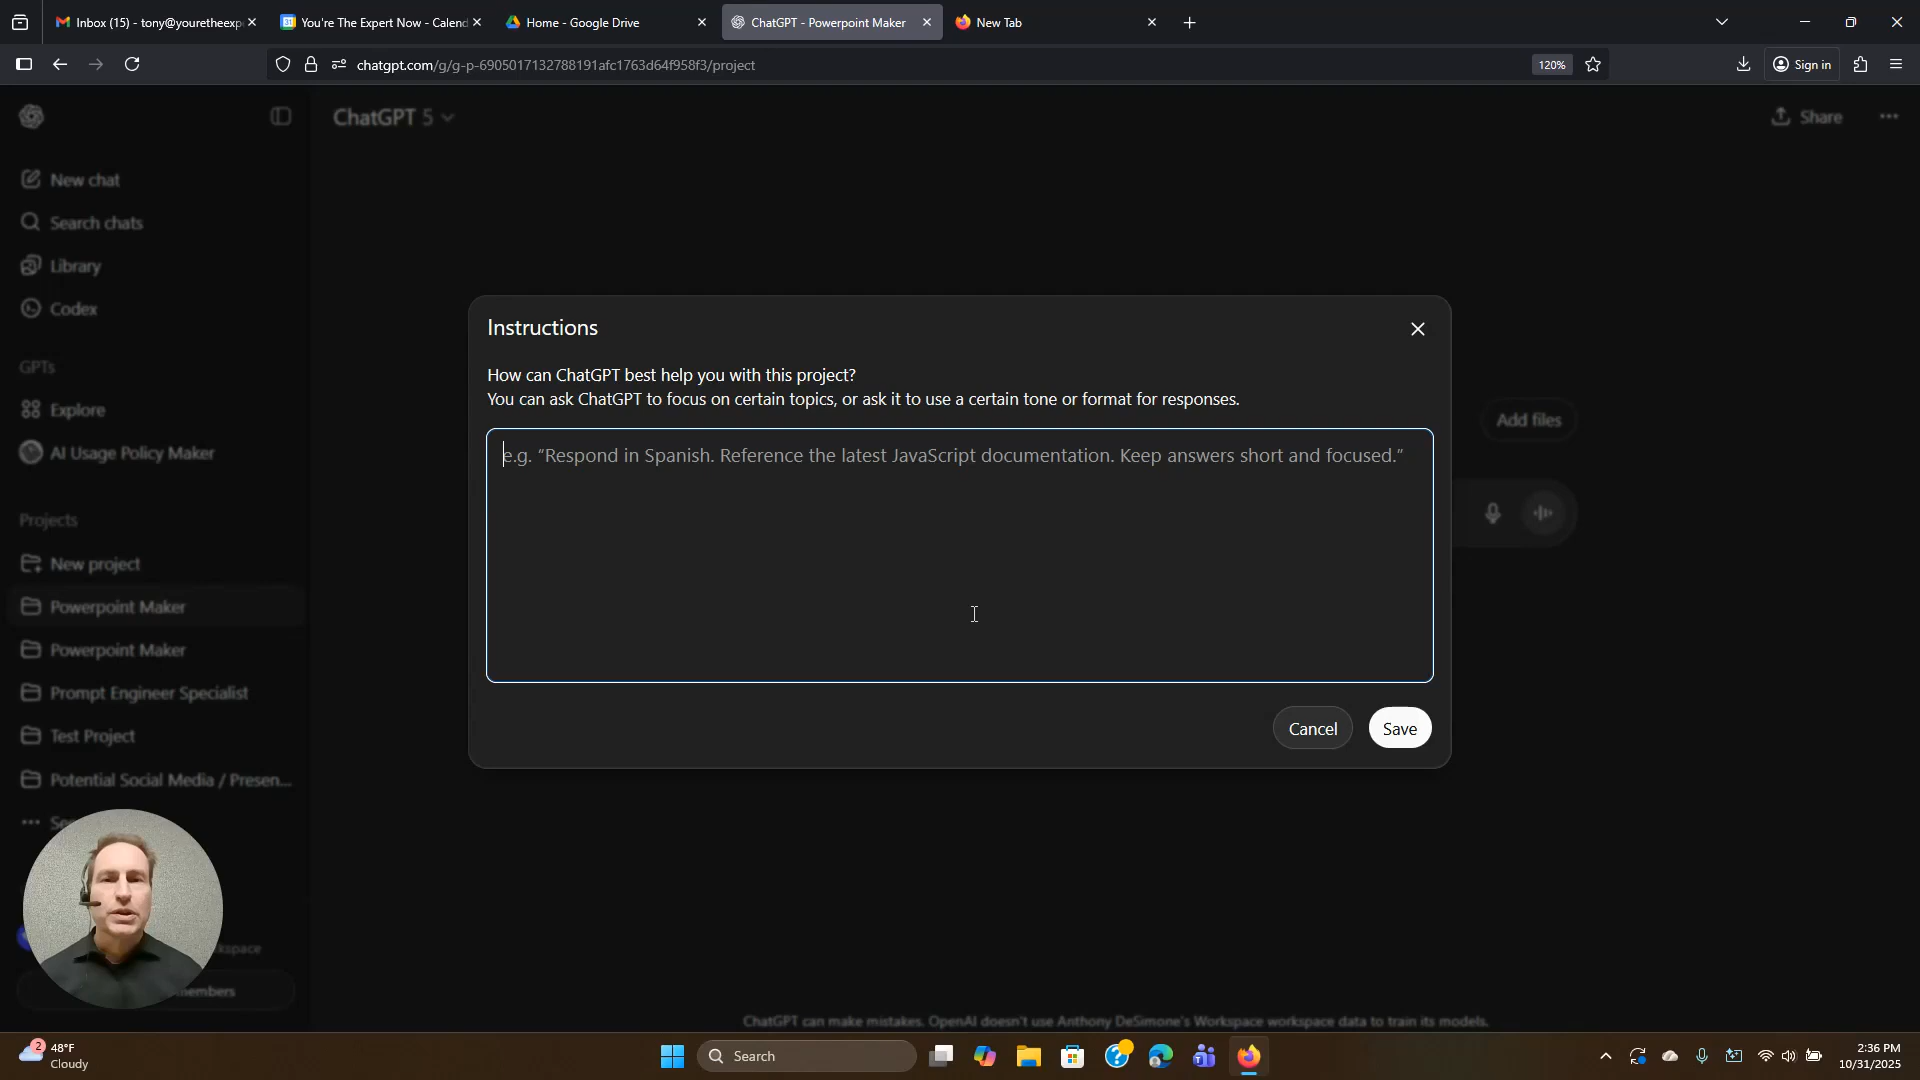 Inbox (15) - tony@youretheexp
You're The Expert Now - Calend
Home - Google Drive
ChatGPT - Powerpoint Maker
New Tab
chatgpt.com/g/g-p-6905017132788191afc1763d64f958f3/project
120%
Sign in
ChatGPT 5
Share
New chat
Search chats
Library
Codex
GPTs
Explore
AI Usage Policy Maker
Projects
New project
Powerpoint Maker
Powerpoint Maker
Prompt Engineer Specialist
Test Project
Potential Social Media / Presen...
Instructions
How can ChatGPT best help you with this project?
You can ask ChatGPT to focus on certain topics, or ask it to use a certain tone or format for responses.
e.g. “Respond in Spanish. Reference the latest JavaScript documentation. Keep answers short and focused.”
Cancel
Save
Add files
members
ChatGPT can make mistakes. OpenAI doesn't use Anthony DeSimone's Workspace workspace data to train its models.
2
48°F
Cloudy
Search
2:36 PM
10/31/2025